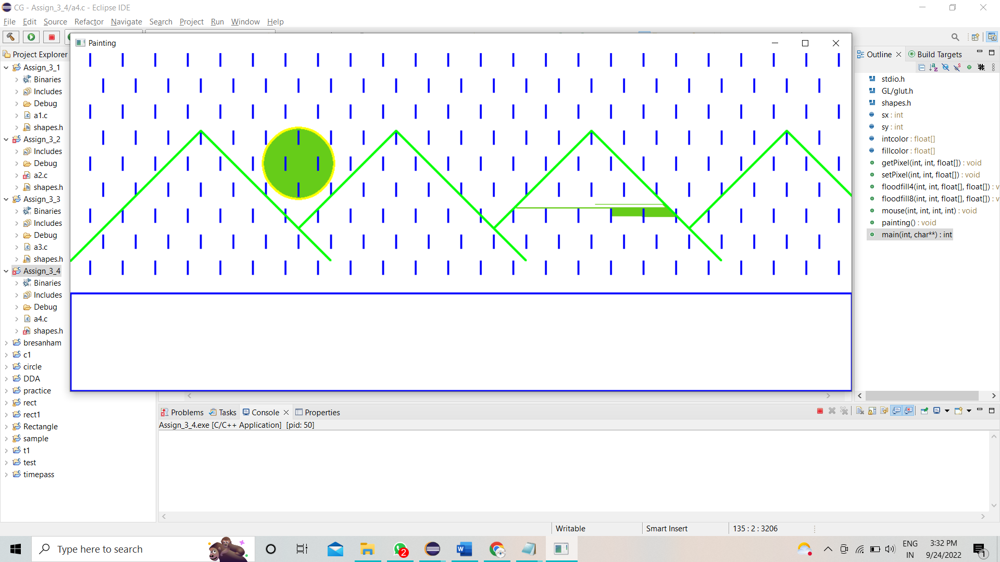 CG - Assign_3_4/a4.c - Eclipse IDE
File Edit Source Refactor Navigate Search Project Run Window Help
Painting
Project Explorer
Assign_3_1
Binaries
Includes
Debug
a1.c
shapes.h
Assign_3_2
Includes
Debug
a2.c
shapes.h
Assign_3_3
Binaries
Includes
Debug
a3.c
shapes.h
Assign_3_4
Binaries
Includes
Debug
a4.c
shapes.h
bresanham
c1
circle
DDA
practice
rect
rect1
Rectangle
sample
t1
test
timepass
Outline Build Targets
stdio.h
GL/glut.h
shapes.h
sx : int
sy : int
intcolor : float[]
fillcolor : float[]
getPixel(int, int, float[]) : void
setPixel(int, int, float[]) : void
floodfill4(int, int, float[], float[]) : v
floodfill8(int, int, float[], float[]) : v
mouse(int, int, int, int) : void
painting() : void
main(int, char**) : int
Problems Tasks Console Properties
Assign_3_4.exe [C/C++ Application] [pid: 50]
Writable Smart Insert 135 : 2 : 3206
Type here to search
2
ENG
IN
3:32 PM
9/24/2022
1